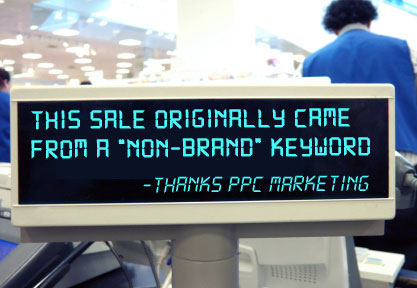 THIS SALE ORIGINALLY CAME
FROM A "NON-BRAND" KEYWORD
-THANKS PPC MARKETING